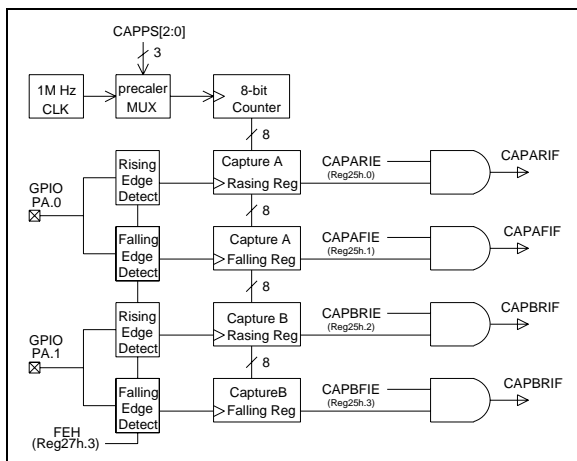 CAPPS[2:0]
3
1M Hz
CLK
precaler
MUX
8-bit
Counter
8
Rising
Edge
Detect
Capture A
Rasing Reg
CAPARIE
(Reg25h.0)
CAPARIF
GPIO
PA.0
8
Falling
Edge
Detect
Capture A
Falling Reg
CAPAFIE
(Reg25h.1)
CAPAFIF
8
Rising
Edge
Detect
Capture B
Rasing Reg
CAPBRIE
(Reg25h.2)
CAPBRIF
GPIO
PA.1
8
Falling
Edge
Detect
CaptureB
Falling Reg
CAPBFIE
(Reg25h.3)
CAPBRIF
FEH
(Reg27h.3)